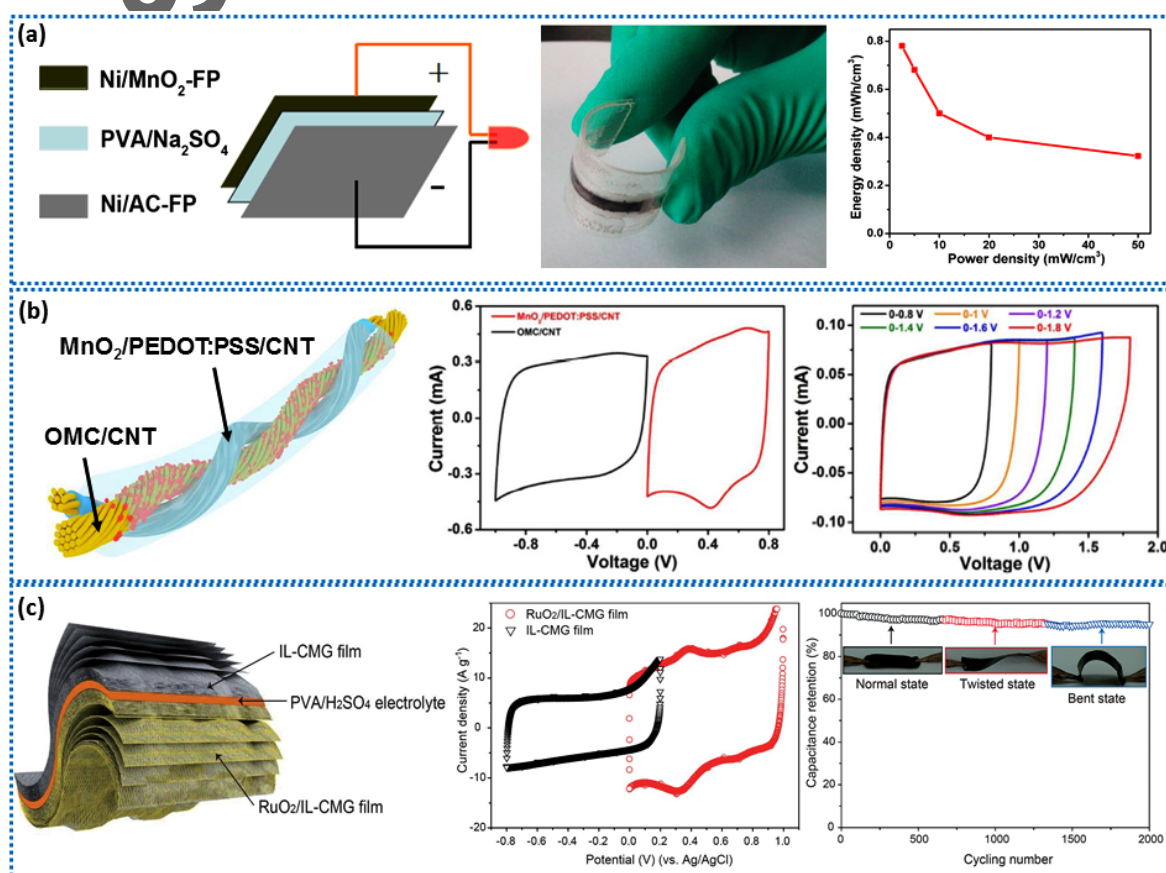 gy
(a)
Ni/MnO₂-FP
PVA/Na₂SO₄
Ni/AC-FP
+
−
Energy density (mWh/cm³)
0.8
0.6
0.4
0.2
0.0
0 10 20 30 40 50
Power density (mW/cm³)
(b)
MnO₂/PEDOT:PSS/CNT
OMC/CNT
MnO₂/PEDOT:PSS/CNT
OMC/CNT
Current (mA)
0.6
0.3
0.0
-0.3
-0.6
-0.8 -0.4 0.0 0.4 0.8
Voltage (V)
0-0.8 V 0-1 V 0-1.2 V
0-1.4 V 0-1.6 V 0-1.8 V
Current (mA)
0.10
0.05
0.00
-0.05
-0.10
0.0 0.5 1.0 1.5 2.0
Voltage (V)
(c)
IL-CMG film
PVA/H₂SO₄ electrolyte
RuO₂/IL-CMG film
RuO₂/IL-CMG film
IL-CMG film
Current density (A g⁻¹)
20
10
0
-10
-20
-0.8 -0.6 -0.4 -0.2 0.0 0.2 0.4 0.6 0.8 1.0
Potential (V) (vs. Ag/AgCl)
Capacitance retention (%)
100
80
60
40
20
0
Normal state
Twisted state
Bent state
0 500 1000 1500 2000
Cycling number